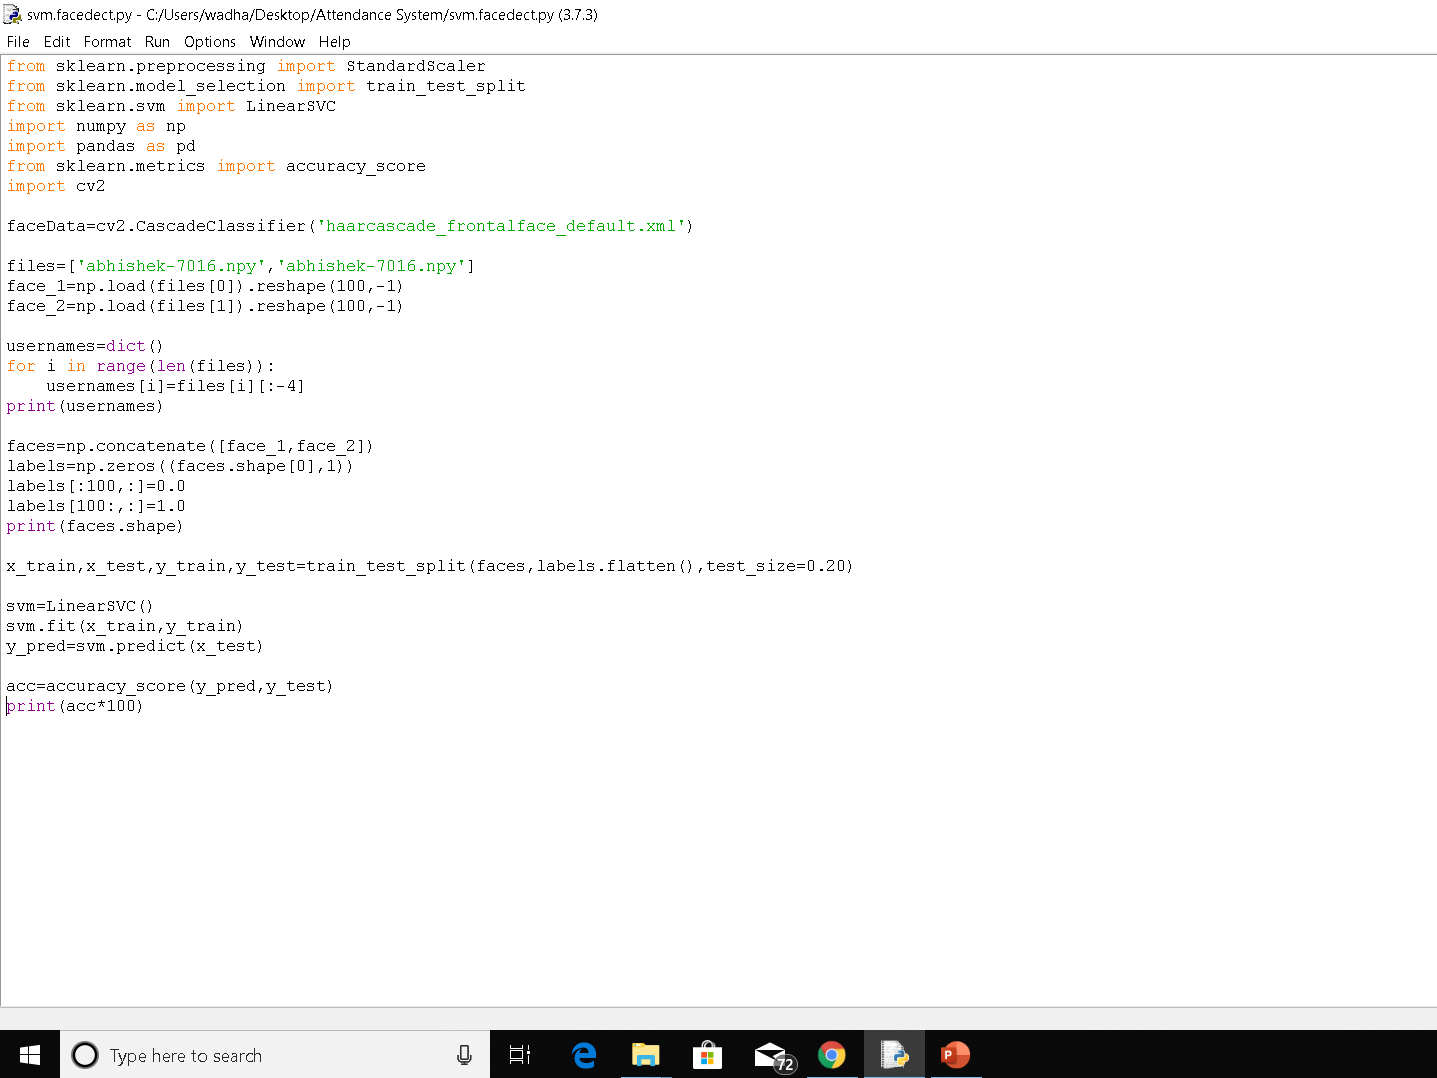 svm.facedect.py - C:/Users/wadha/Desktop/Attendance System/svm.facedect.py (3.7.3)
File Edit Format Run Options Window Help
from sklearn.preprocessing import StandardScaler
from sklearn.model_selection import train_test_split
from sklearn.svm import LinearSVC
import numpy as np
import pandas as pd
from sklearn.metrics import accuracy_score
import cv2

faceData=cv2.CascadeClassifier('haarcascade_frontalface_default.xml')

files=['abhishek-7016.npy','abhishek-7016.npy']
face_1=np.load(files[0]).reshape(100,-1)
face_2=np.load(files[1]).reshape(100,-1)

usernames=dict()
for i in range(len(files)):
    usernames[i]=files[i][:-4]
print(usernames)

faces=np.concatenate([face_1,face_2])
labels=np.zeros((faces.shape[0],1))
labels[:100,:]=0.0
labels[100:,:]=1.0
print(faces.shape)

x_train,x_test,y_train,y_test=train_test_split(faces,labels.flatten(),test_size=0.20)

svm=LinearSVC()
svm.fit(x_train,y_train)
y_pred=svm.predict(x_test)

acc=accuracy_score(y_pred,y_test)
print(acc*100)
Type here to search
72
P